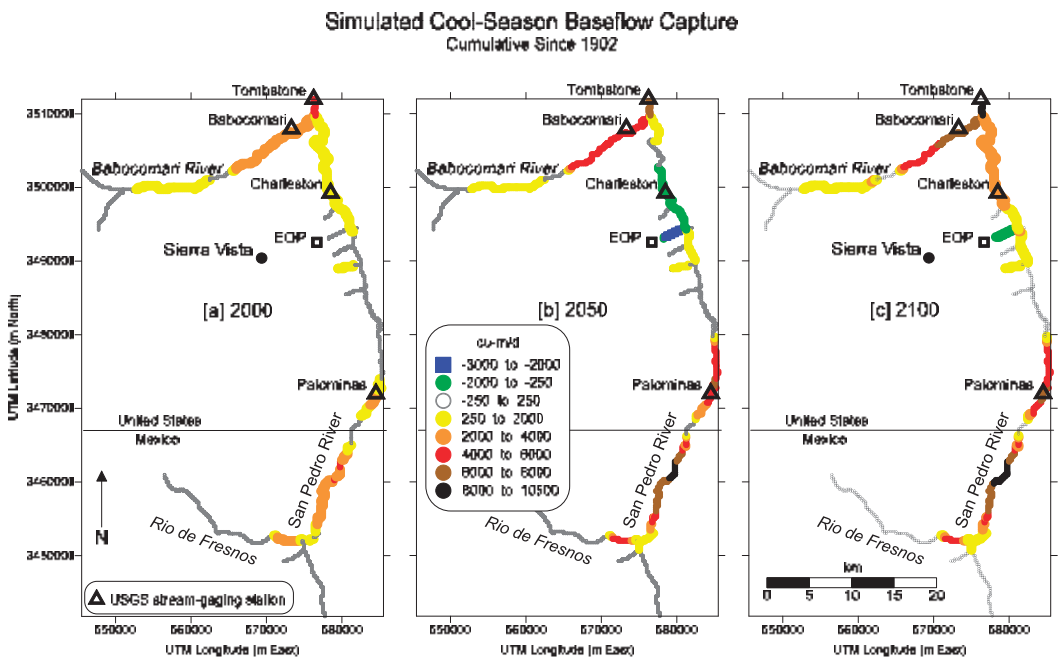 Simulated Cool-Season Baseflow Capture
Cumulative Since 1902
Tombstone
Babocomari
Babocomari River
Charleston
EOP
Sierra Vista
[a] 2000
Palominas
United States
Mexico
San Pedro River
Rio de Fresnos
N
USGS stream-gaging station
Tombstone
Babocomari
Babocomari River
Charleston
EOP
[b] 2050
cu-m/d
-3000 to -2000
-2000 to -250
-250 to 250
250 to 2000
2000 to 4000
4000 to 6000
6000 to 8000
8000 to 10500
Palominas
San Pedro River
Rio de Fresnos
Tombstone
Babocomari
Babocomari River
Charleston
EOP
Sierra Vista
[c] 2100
Palominas
United States
Mexico
San Pedro River
Rio de Fresnos
km
0 5 10 15 20
UTM Latitude (m North)
3510000
3500000
3490000
3480000
3470000
3460000
3450000
550000 560000 570000 580000
550000 560000 570000 580000
550000 560000 570000 580000
UTM Longitude (m East)
UTM Longitude (m East)
UTM Longitude (m East)